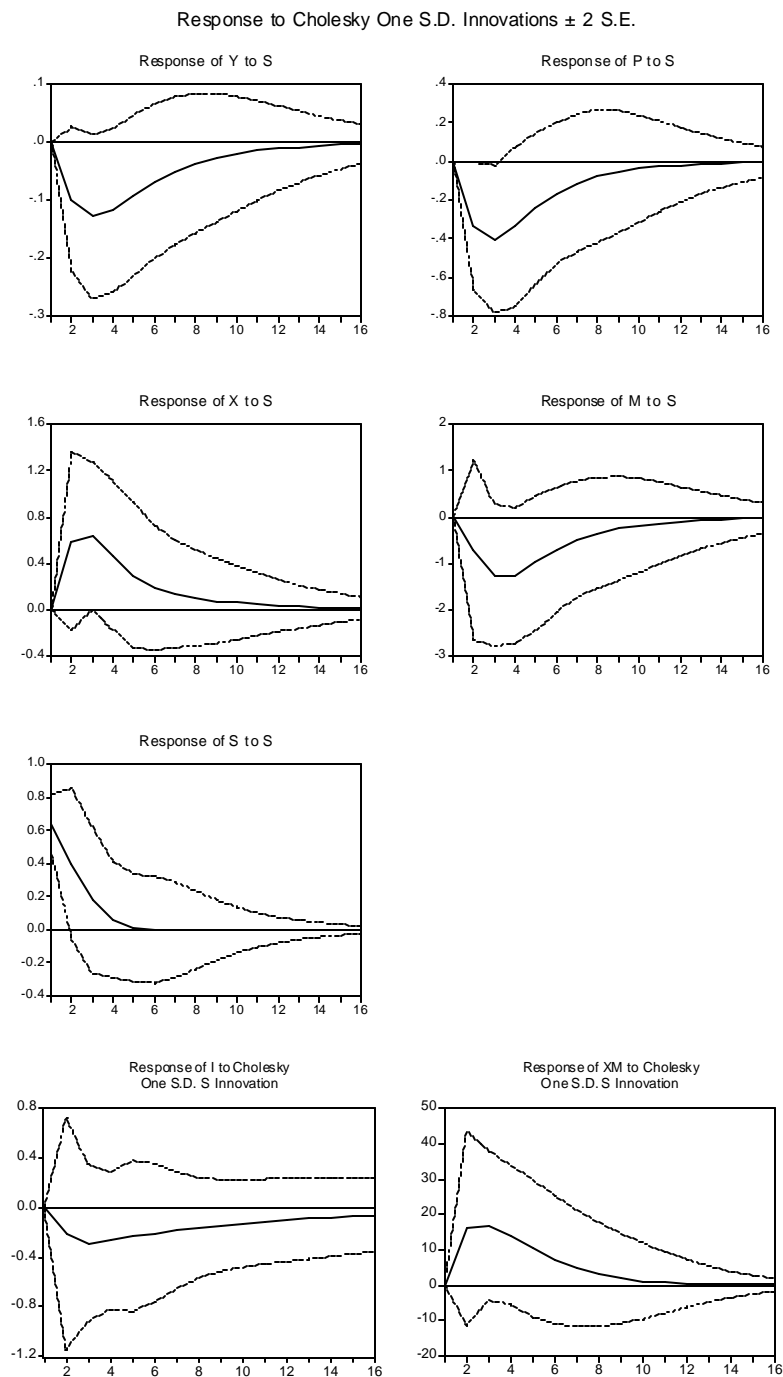 Response to Cholesky One S.D. Innovations ± 2 S.E.
Response of Y to S
.1
.0
-.1
-.2
-.3
2 4 6 8 10 12 14 16
Response of P to S
.4
.2
.0
-.2
-.4
-.6
-.8
2 4 6 8 10 12 14 16
Response of X to S
1.6
1.2
0.8
0.4
0.0
-0.4
2 4 6 8 10 12 14 16
Response of M to S
2
1
0
-1
-2
-3
2 4 6 8 10 12 14 16
Response of S to S
1.0
0.8
0.6
0.4
0.2
0.0
-0.2
-0.4
2 4 6 8 10 12 14 16
Response of I to Cholesky
One S.D. S Innovation
0.8
0.4
0.0
-0.4
-0.8
-1.2
2 4 6 8 10 12 14 16
Response of XM to Cholesky
One S.D. S Innovation
50
40
30
20
10
0
-10
-20
2 4 6 8 10 12 14 16